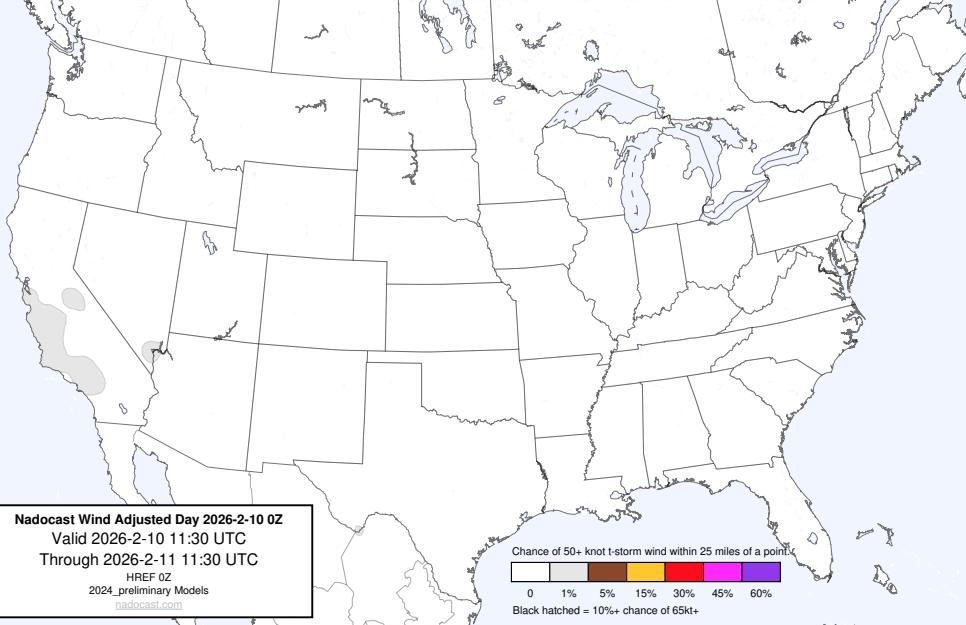 Nadocast Wind Adjusted Day 2026-2-10 0Z
Valid 2026-2-10 11:30 UTC
Through 2026-2-11 11:30 UTC
HREF 0Z
2024_preliminary Models
nadocast.com
Chance of 50+ knot t-storm wind within 25 miles of a point.
0 1% 5% 15% 30% 45% 60%
Black hatched = 10%+ chance of 65kt+